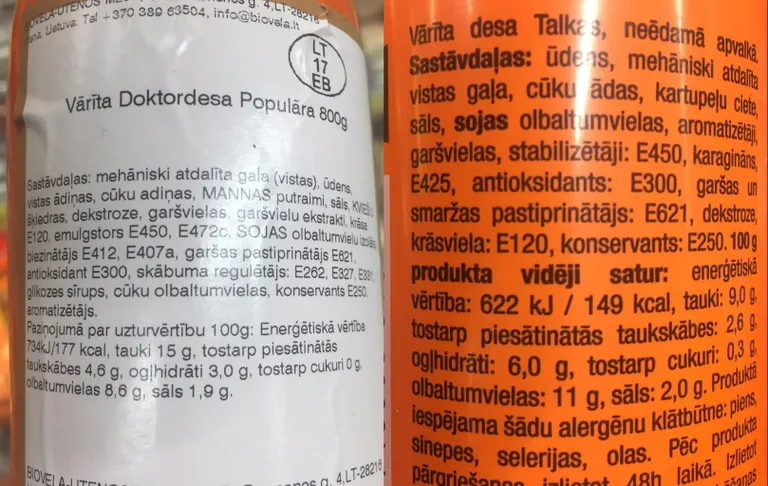 BIOVELA-UTENOS g. 4,LT-28216
Lietuva. Tel +370 389 63504, info@biovela.lt
LT
17
EB
Vārīta Doktordesa Populāra 800g
Sastāvdaļas: mehāniski atdalīta gaļa (vistas), ūdens,
vistas ādiņas, cūku adiņas, MANNAS putraimi, sāls,
šķiedras, dekstroze, garšvielas, garšvielu ekstrakti, krāsa
E120, emulgators E450, E472c, SOJAS olbaltumvielu
biezinātājs E412, E407a, garšas pastiprinātājs E621,
antioksidant E300, skābuma regulētājs: E262, E327,
glikozes sīrups, cūku olbaltumvielas, konservants E250,
aromatizētājs.
Paziņojumā par uzturvērtību 100g: Enerģētiskā vērtība
734kJ/177 kcal, tauki 15 g, tostarp piesātinātās
taukskābes 4,6 g, ogļhidrāti 3,0 g, tostarp cukuri 0 g,
olbaltumvielas 8,6 g, sāls 1,9 g.
BIOVELA-UTENOS g. 4,LT-28216
Vārīta desa Talkas, neēdamā apvalkā.
Sastāvdaļas: ūdens, mehāniski atdalīta
vistas gaļa, cūku ādas, kartupeļu ciete,
sāls, sojas olbaltumvielas, aromatizētāji,
garšvielas, stabilizētāji: E450, karagināns,
E425, antioksidants: E300, garšas un
smaržas pastiprinātājs: E621, dekstroze,
krāsviela: E120, konservants: E250. 100 g
produkta vidēji satur: enerģētiskā
vērtība: 622 kJ / 149 kcal, tauki: 9,0 g,
tostarp piesātinātās taukskābes: 2,6 g,
ogļhidrāti: 6,0 g, tostarp cukuri: 0,3 g,
olbaltumvielas: 11 g, sāls: 2,0 g. Produktā
iespējama šādu alergēnu klātbūtne: piens,
sinepes, selerijas, olas. Pēc produkta
pārgriešanas izlietot 48h laikā. Izlietot